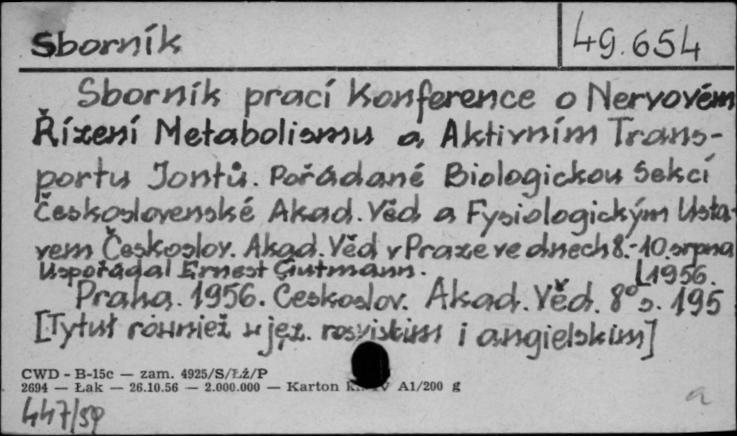 Sborník 49.654
Sborník prací Konference o Nervovém
Řízení Metabolismu a Aktivním Trans-
portu Jontů. Pořádané Biologickou Sekcí
Československé Akad. Věd a Fysiologickým Usta-
vem Českoslov. Akad. Věd v Praze ve dnech 8.-10. srpna
Uspořádal Ernest Gutmann. [1956.
Praha. 1956. Českoslov. Akad. Věd. 8° s. 195
[Tytuł również w jęz. rosyjskim i angielskim]
CWD - B-15c — zam. 4925/S/Łż/P
2694 — Łak — 26.10.56 — 2.000.000 — Karton A1/200 g
447/59
a